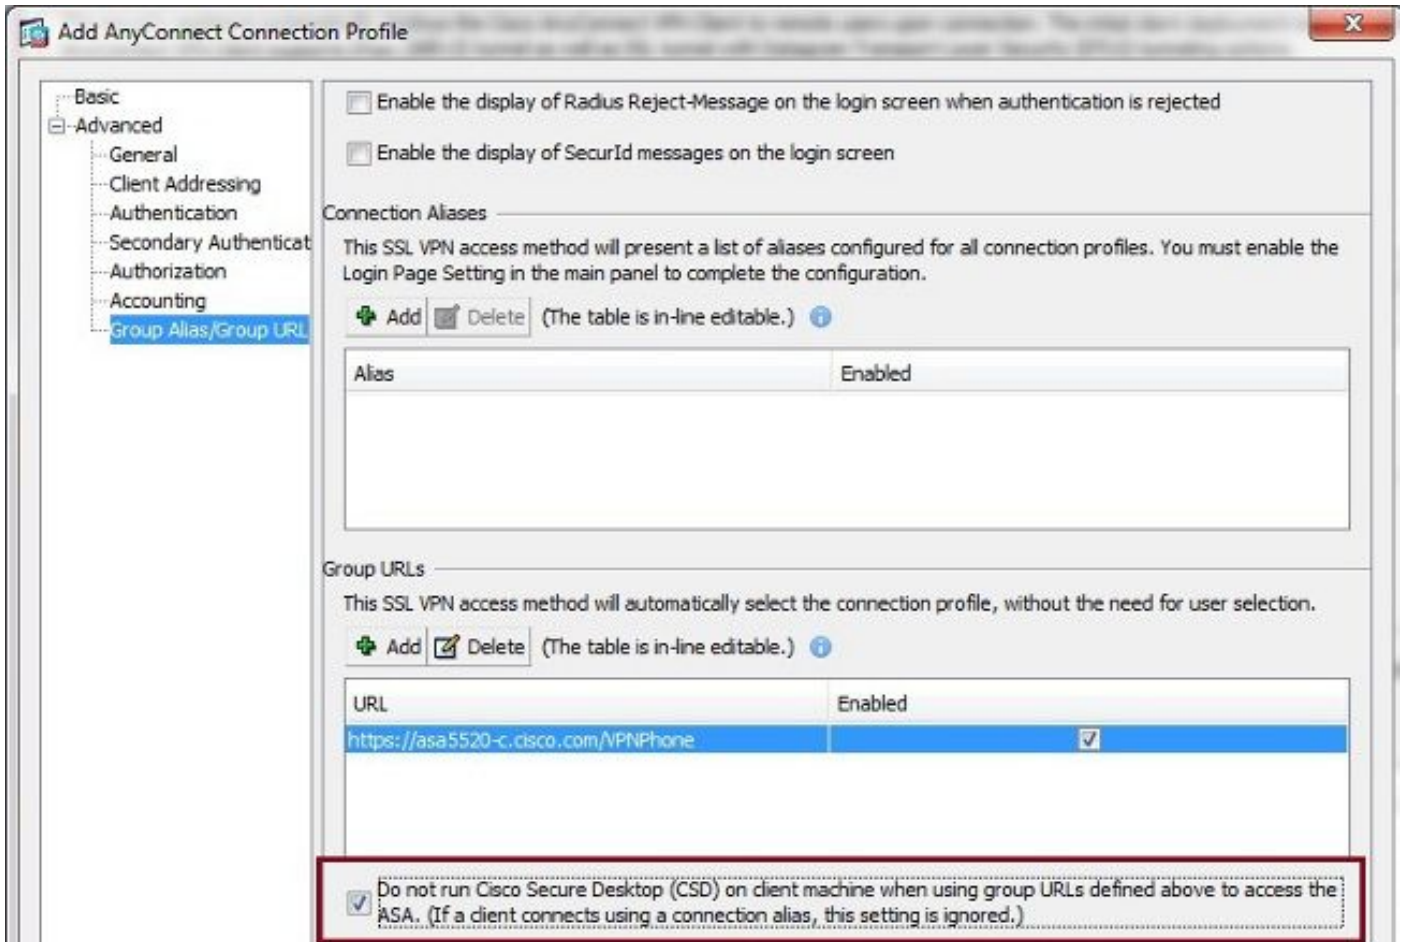 Add AnyConnect Connection Profile
Basic
Advanced
General
Client Addressing
Authentication
Secondary Authenticat
Authorization
Accounting
Group Alias/Group URL
Enable the display of Radius Reject-Message on the login screen when authentication is rejected
Enable the display of SecurId messages on the login screen
Connection Aliases
This SSL VPN access method will present a list of aliases configured for all connection profiles. You must enable the
Login Page Setting in the main panel to complete the configuration.
Add Delete (The table is in-line editable.)
Alias Enabled
Group URLs
This SSL VPN access method will automatically select the connection profile, without the need for user selection.
Add Delete (The table is in-line editable.)
URL Enabled
https://asa5520-c.cisco.com/VPNPhone
Do not run Cisco Secure Desktop (CSD) on client machine when using group URLs defined above to access the
ASA. (If a client connects using a connection alias, this setting is ignored.)